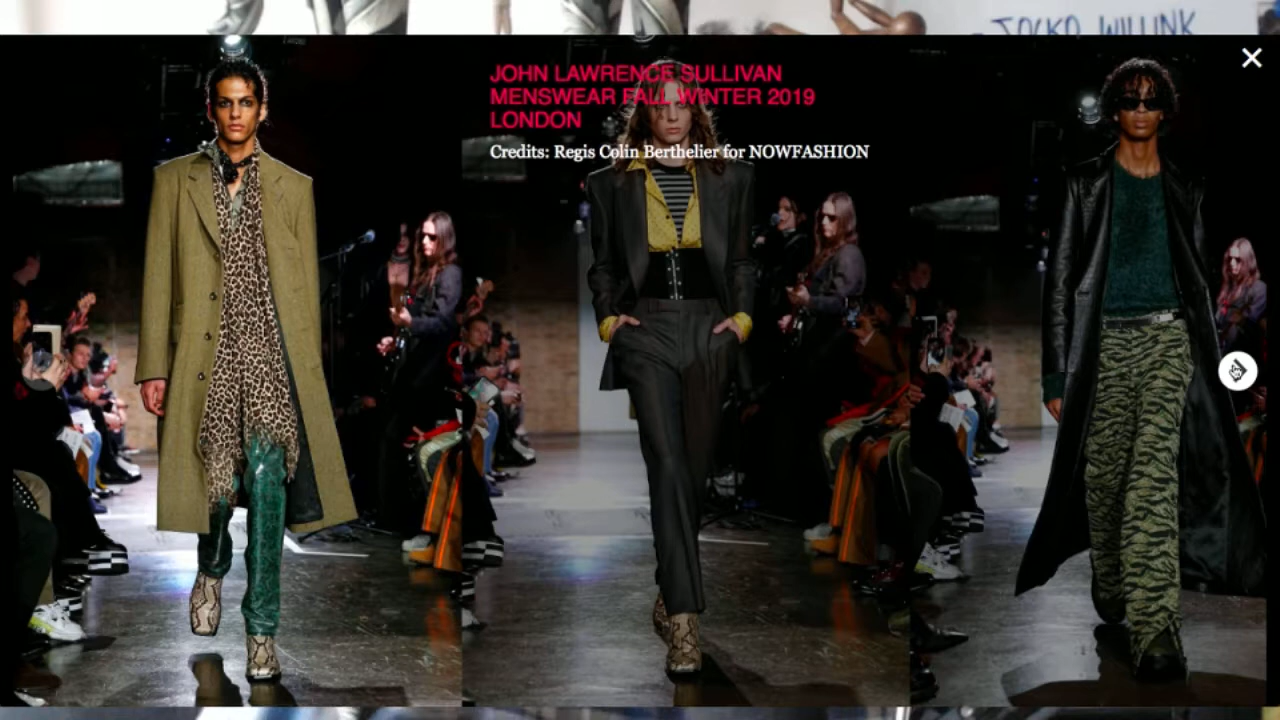 - JOCKO WILLINK
JOHN LAWRENCE SULLIVAN
MENSWEAR FALL WINTER 2019
LONDON
Credits: Regis Colin Berthelier for NOWFASHION